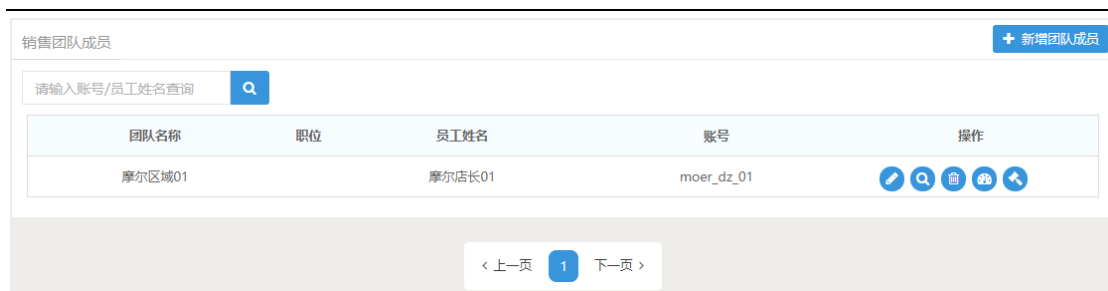 销售团队成员
新增团队成员
请输入账号/员工姓名查询
团队名称 职位 员工姓名 账号 操作
摩尔区域01 摩尔店长01 moer_dz_01
‹ 上一页 1 下一页 ›